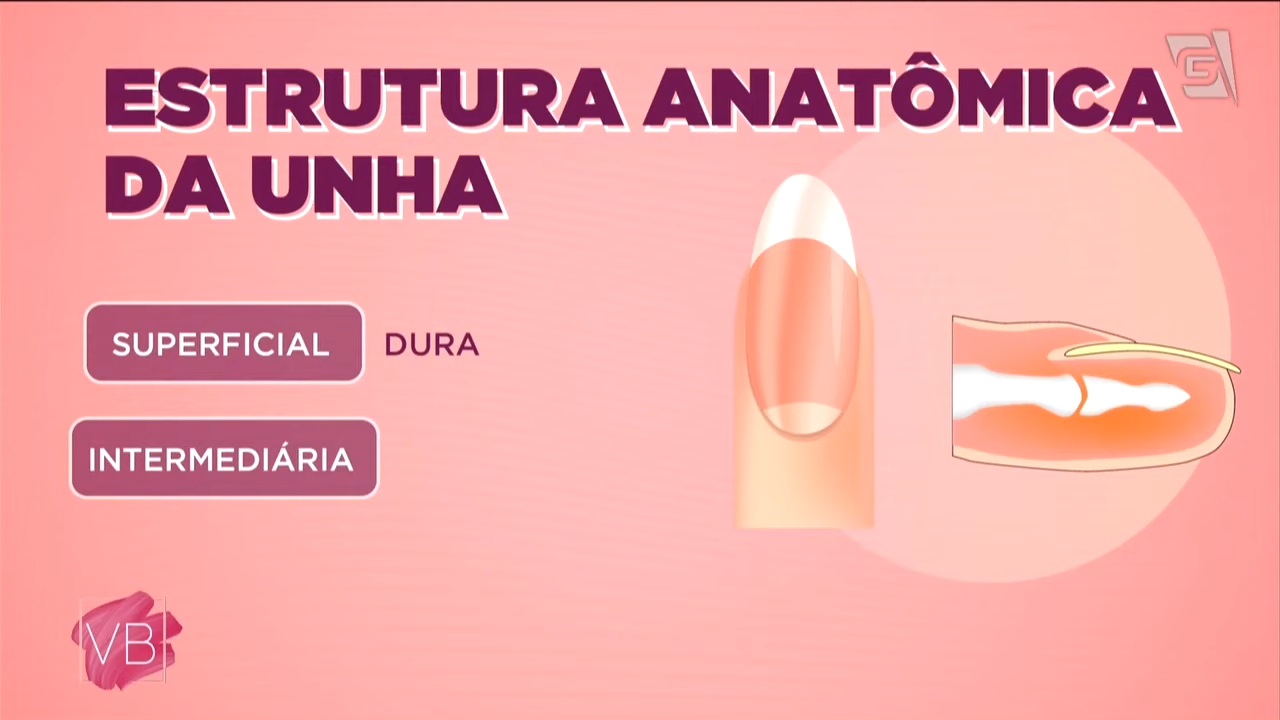 ESTRUTURA ANATÔMICA
DA UNHA
SUPERFICIAL DURA
INTERMEDIÁRIA
VB
G